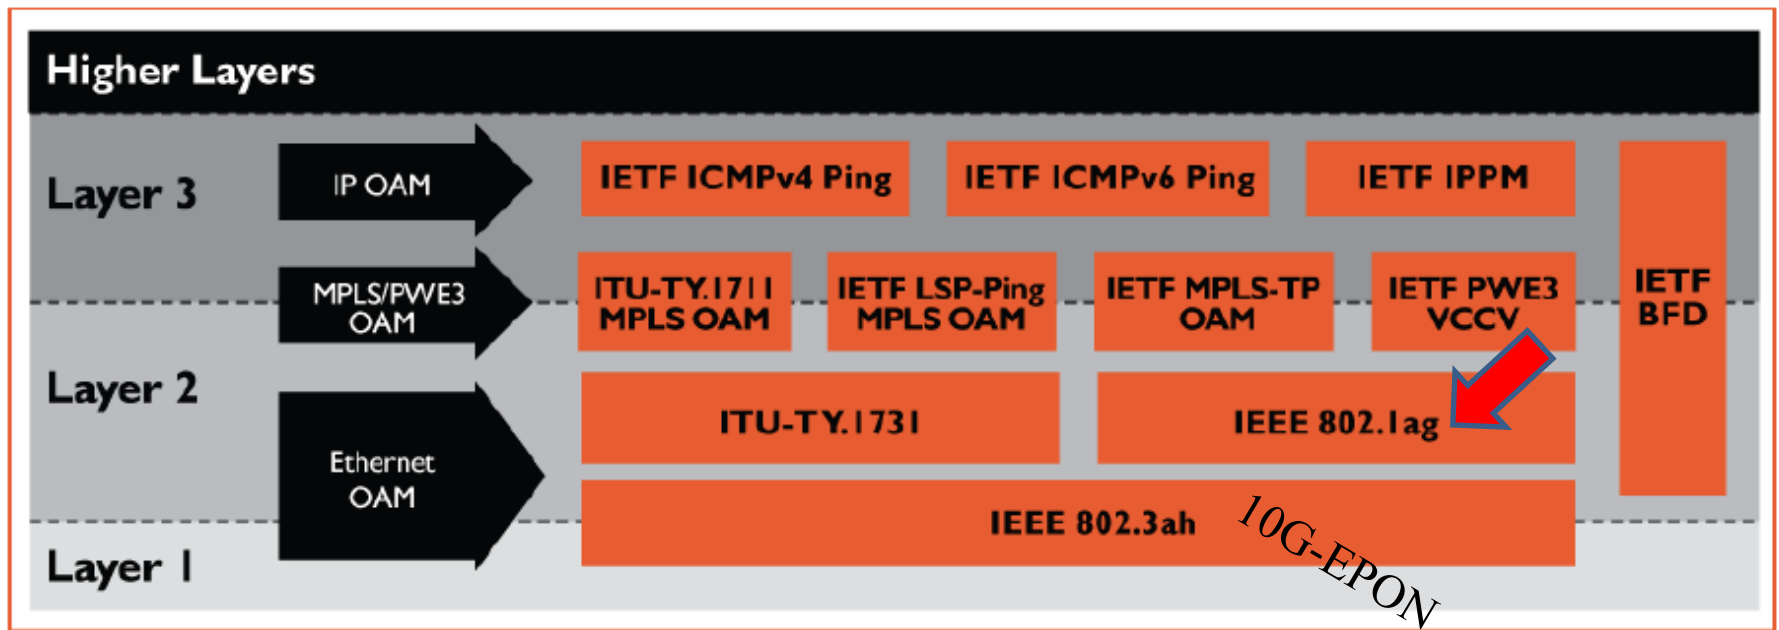 Higher Layers
Layer 3
IP OAM
IETF ICMPv4 Ping
IETF ICMPv6 Ping
IETF IPPM
IETF
BFD
MPLS/PWE3
OAM
ITU-TY.1711
MPLS OAM
IETF LSP-Ping
MPLS OAM
IETF MPLS-TP
OAM
IETF PWE3
VCCV
Layer 2
Ethernet
OAM
ITU-TY.1731
IEEE 802.1ag
IEEE 802.3ah
10G-EPON
Layer 1